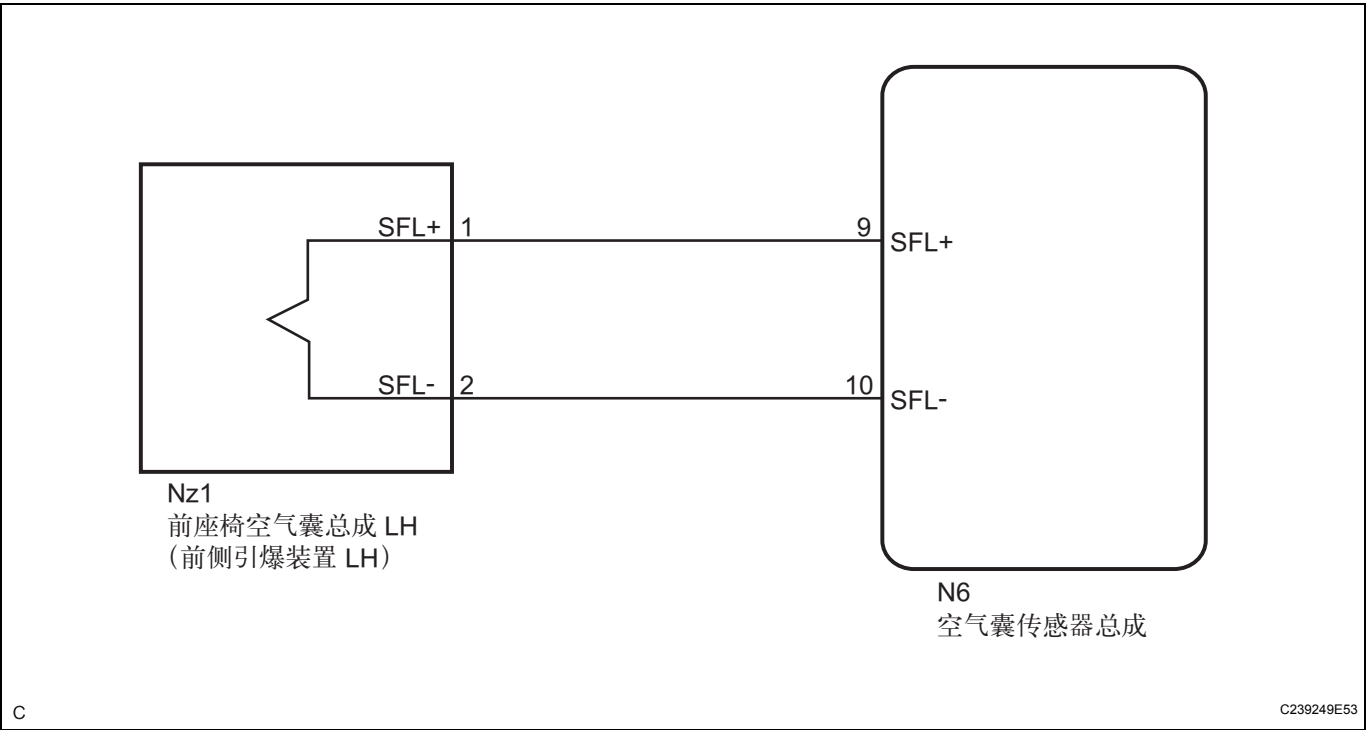 SFL+ 1
9 SFL+
SFL- 2
10 SFL-
Nz1
前座椅空气囊总成 LH
（前侧引爆装置 LH）
N6
空气囊传感器总成
C
C239249E53